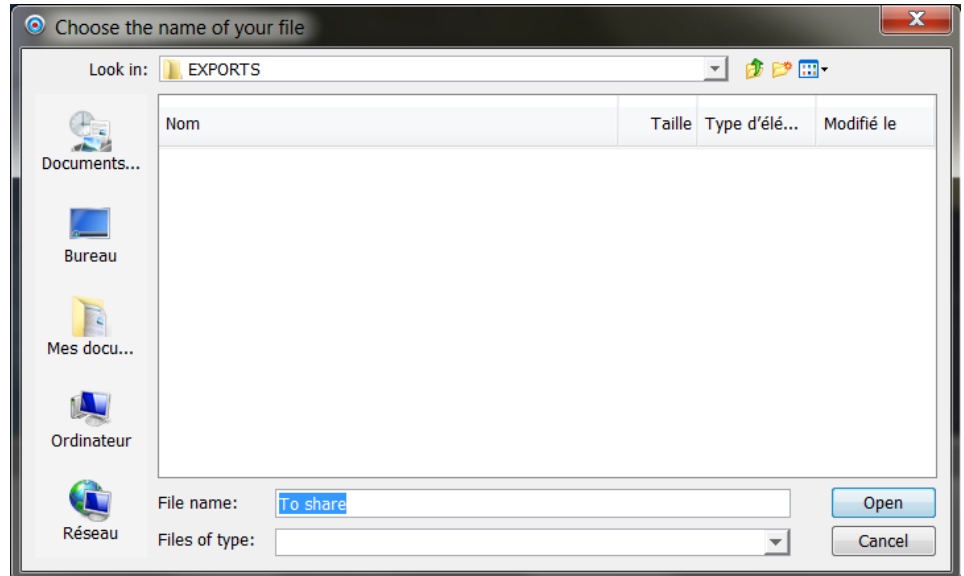 Choose the name of your file
X
Look in: EXPORTS
Nom Taille Type d'élé... Modifié le
Documents...
Bureau
Mes docu...
Ordinateur
Réseau
File name: To share Open
Files of type: Cancel